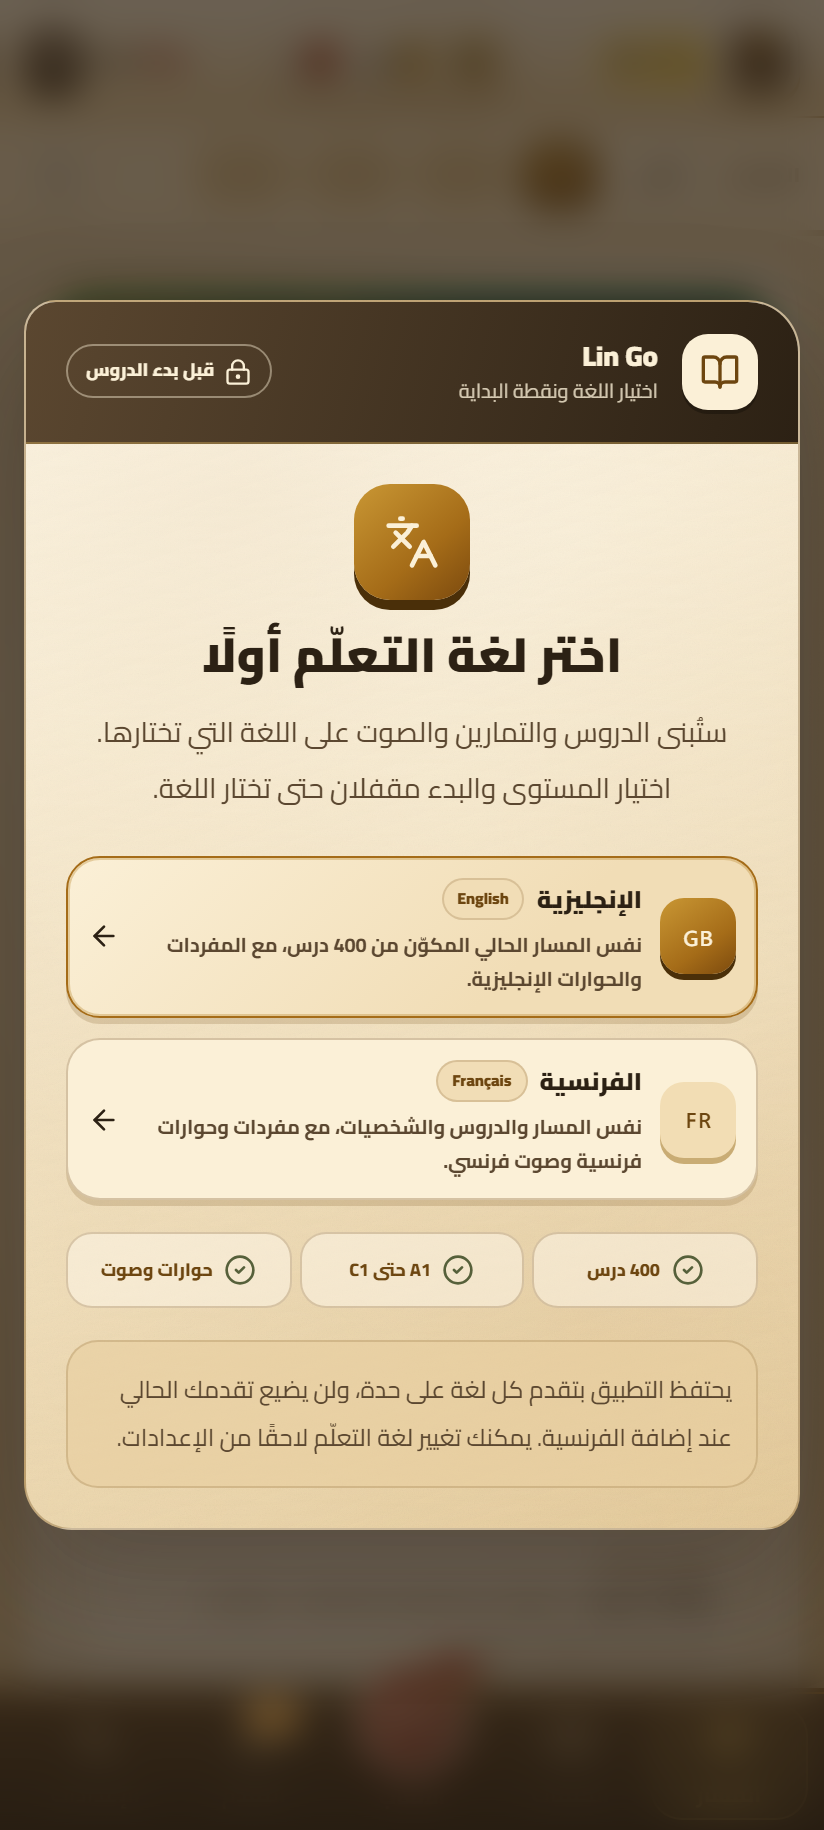 Lin Go
اختيار اللغة ونقطة البداية
قبل بدء الدروس
اختر لغة التعلّم أولًا
ستُبنى الدروس والتمارين والصوت على اللغة التي تختارها.
اختيار المستوى والبدء مقفلان حتى تختار اللغة.
GB
الإنجليزية English
نفس المسار الحالي المكوّن من 400 درس، مع المفردات
والحوارات الإنجليزية.
FR
الفرنسية Français
نفس المسار والدروس والشخصيات، مع مفردات وحوارات
فرنسية وصوت فرنسي.
400 درس
A1 حتى C1
حوارات وصوت
يحتفظ التطبيق بتقدم كل لغة على حدة، ولن يضيع تقدمك الحالي
عند إضافة الفرنسية. يمكنك تغيير لغة التعلّم لاحقًا من الإعدادات.